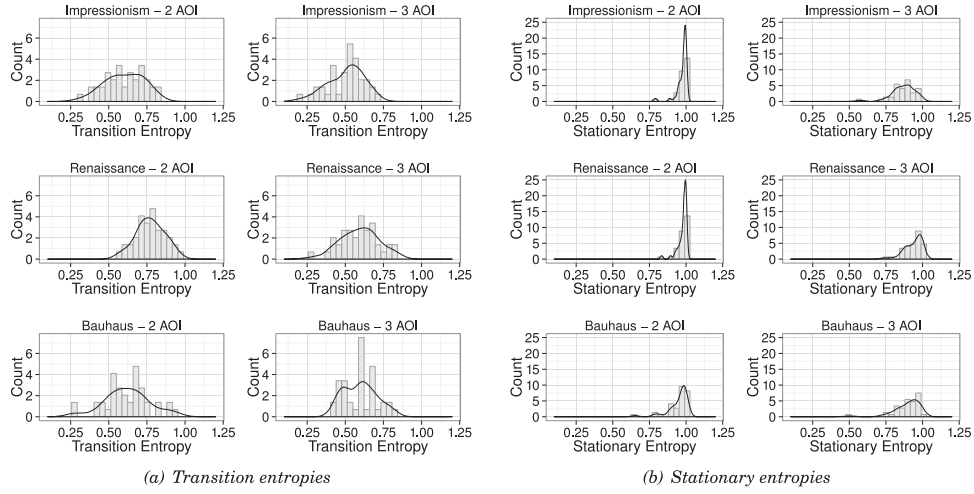 Impressionism – 2 AOI
Impressionism – 3 AOI
Count
6
4
2
0
0.25 0.50 0.75 1.00 1.25
Transition Entropy
Count
6
4
2
0
0.25 0.50 0.75 1.00 1.25
Transition Entropy
Renaissance – 2 AOI
Renaissance – 3 AOI
Count
6
4
2
0
0.25 0.50 0.75 1.00 1.25
Transition Entropy
Count
6
4
2
0
0.25 0.50 0.75 1.00 1.25
Transition Entropy
Bauhaus – 2 AOI
Bauhaus – 3 AOI
Count
6
4
2
0
0.25 0.50 0.75 1.00 1.25
Transition Entropy
Count
6
4
2
0
0.25 0.50 0.75 1.00 1.25
Transition Entropy
(a) Transition entropies
Impressionism – 2 AOI
Impressionism – 3 AOI
Count
25
20
15
10
5
0
0.25 0.50 0.75 1.00 1.25
Stationary Entropy
Count
25
20
15
10
5
0
0.25 0.50 0.75 1.00 1.25
Stationary Entropy
Renaissance – 2 AOI
Renaissance – 3 AOI
Count
25
20
15
10
5
0
0.25 0.50 0.75 1.00 1.25
Stationary Entropy
Count
25
20
15
10
5
0
0.25 0.50 0.75 1.00 1.25
Stationary Entropy
Bauhaus – 2 AOI
Bauhaus – 3 AOI
Count
25
20
15
10
5
0
0.25 0.50 0.75 1.00 1.25
Stationary Entropy
Count
25
20
15
10
5
0
0.25 0.50 0.75 1.00 1.25
Stationary Entropy
(b) Stationary entropies